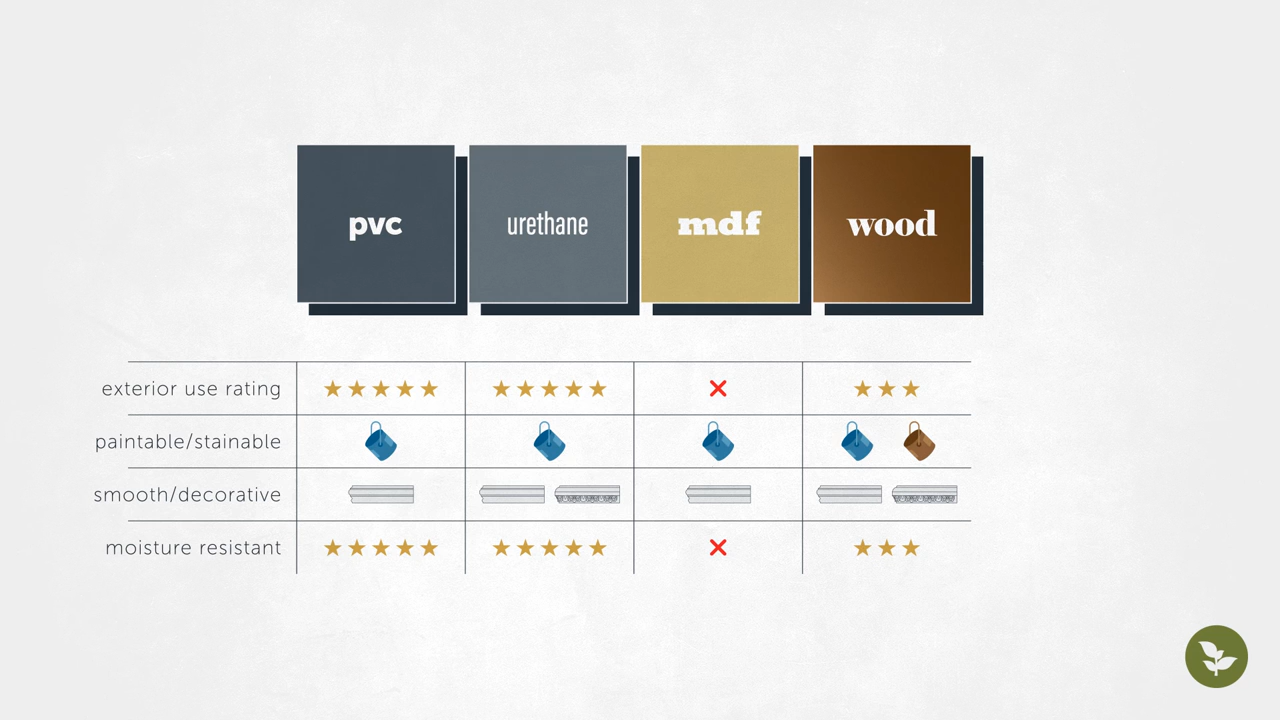 pvc
urethane
mdf
wood
exterior use rating
paintable/stainable
smooth/decorative
moisture resistant